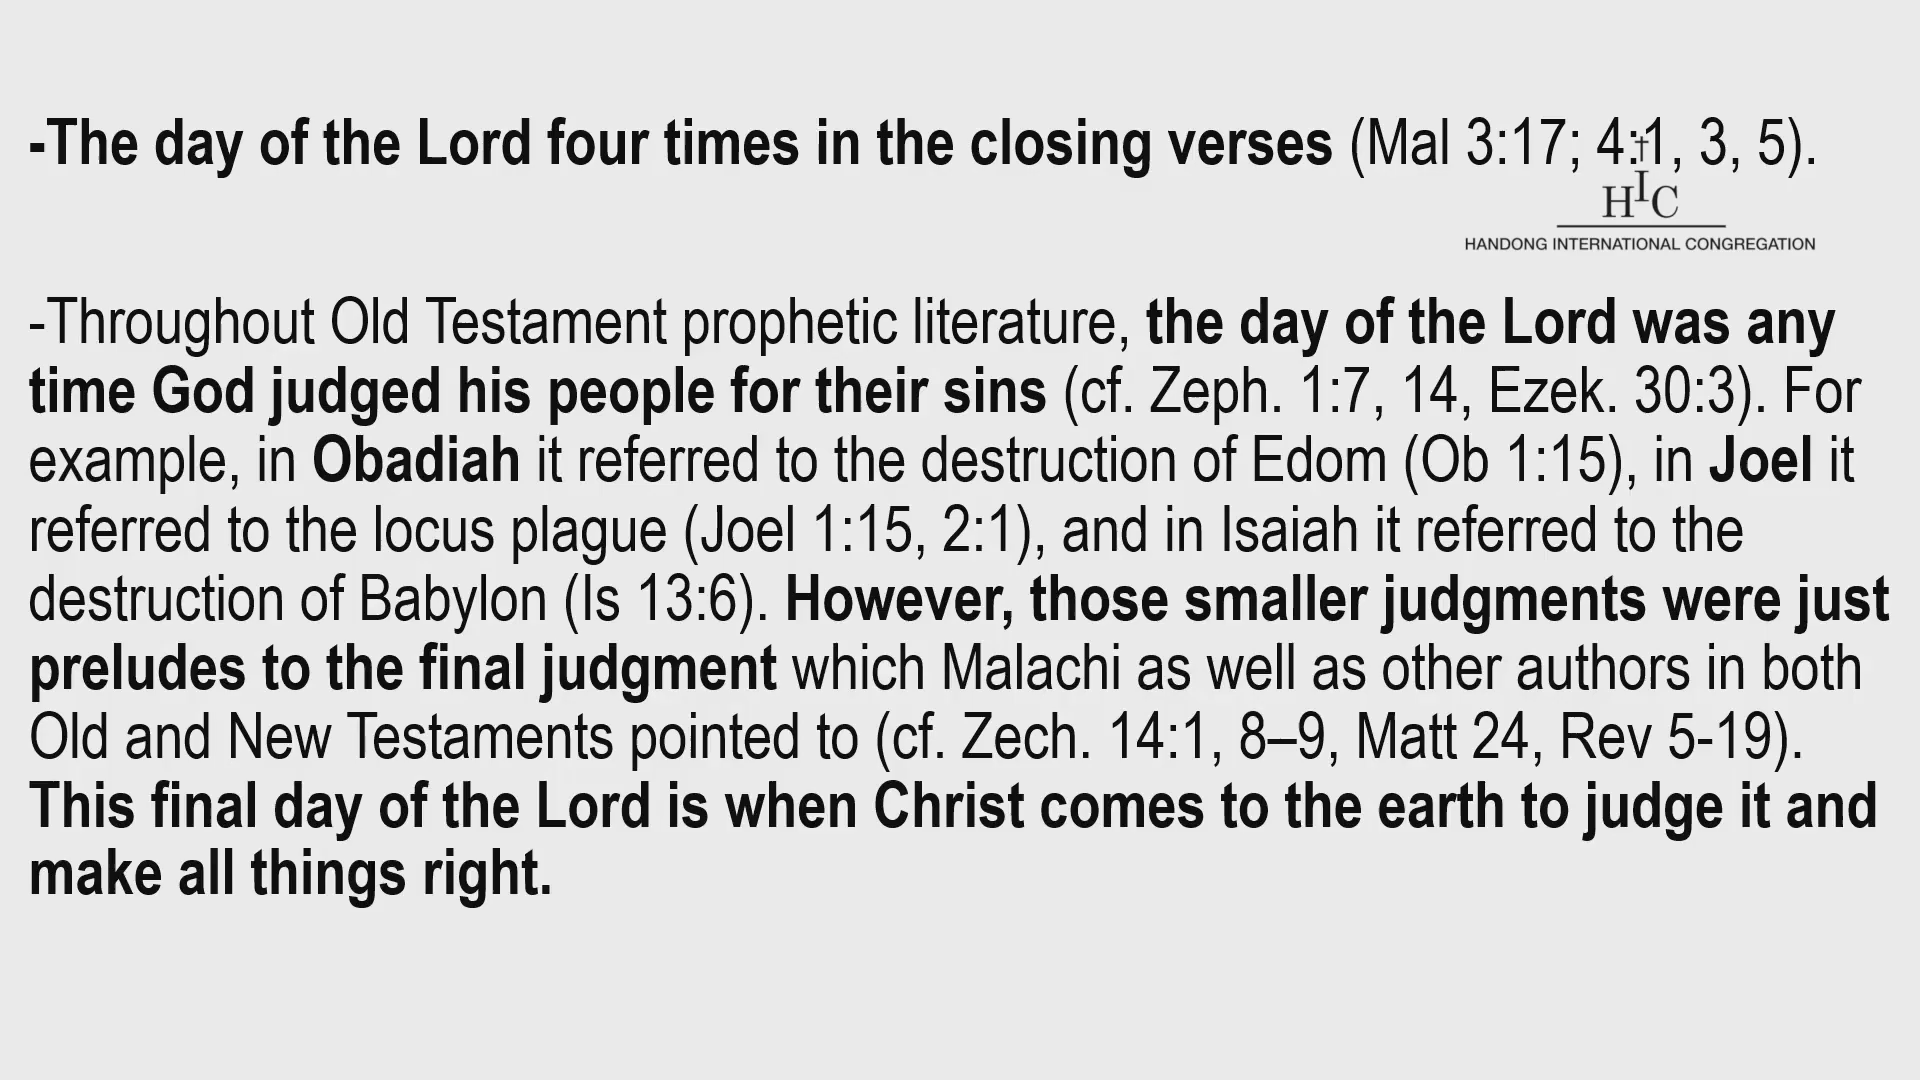 -The day of the Lord four times in the closing verses (Mal 3:17; 4:1, 3, 5).
†
HIC
HANDONG INTERNATIONAL CONGREGATION
-Throughout Old Testament prophetic literature, the day of the Lord was any
time God judged his people for their sins (cf. Zeph. 1:7, 14, Ezek. 30:3). For
example, in Obadiah it referred to the destruction of Edom (Ob 1:15), in Joel it
referred to the locus plague (Joel 1:15, 2:1), and in Isaiah it referred to the
destruction of Babylon (Is 13:6). However, those smaller judgments were just
preludes to the final judgment which Malachi as well as other authors in both
Old and New Testaments pointed to (cf. Zech. 14:1, 8–9, Matt 24, Rev 5-19).
This final day of the Lord is when Christ comes to the earth to judge it and
make all things right.